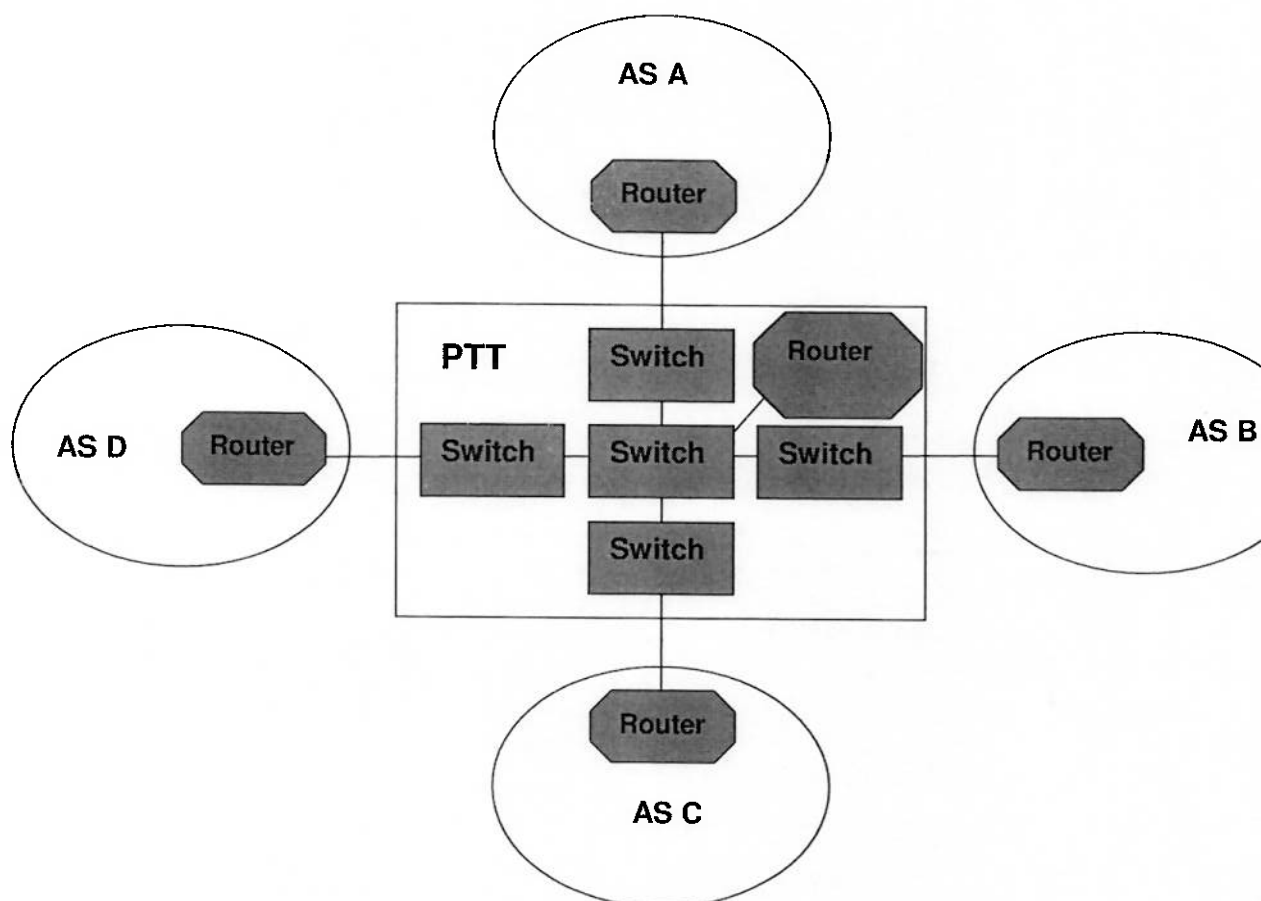 AS A
Router
PTT
Switch
Router
AS D
Router
Switch
Switch
Switch
Router
AS B
Switch
Router
AS C